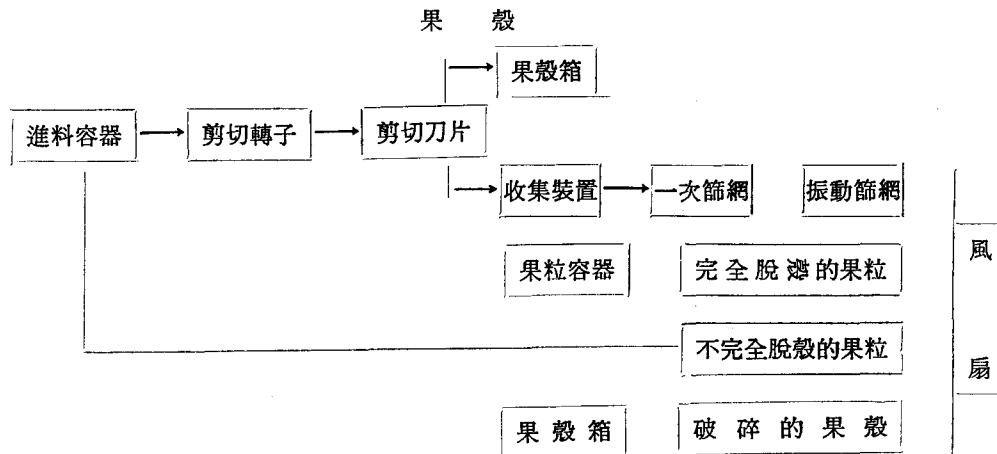 果 殼
果殼箱
進料容器 剪切轉子 剪切刀片
收集裝置 一次篩網 振動篩網
果粒容器 完全脫殼的果粒
不完全脫殼的果粒
果殼箱 破碎的果殼
風扇